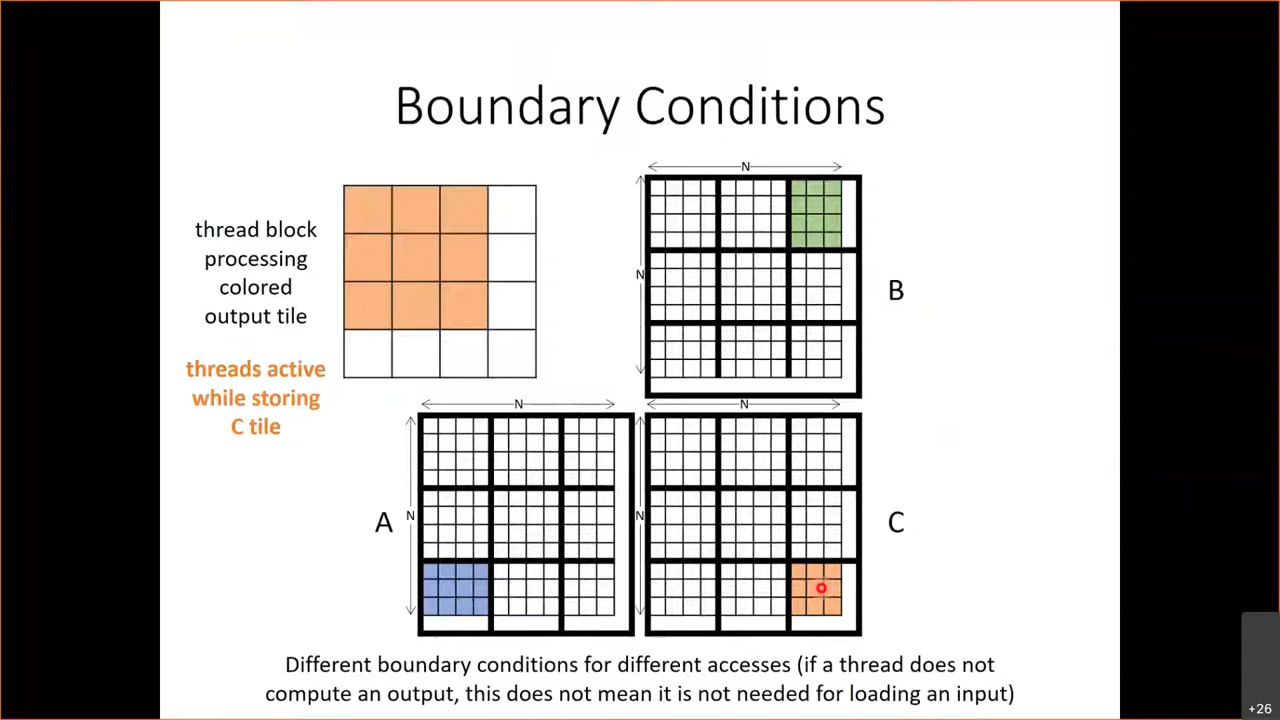 Boundary Conditions
thread block
processing
colored
output tile
threads active
while storing
C tile
N
N
B
N
N
A
N
N
C
Different boundary conditions for different accesses (if a thread does not
compute an output, this does not mean it is not needed for loading an input)
+26